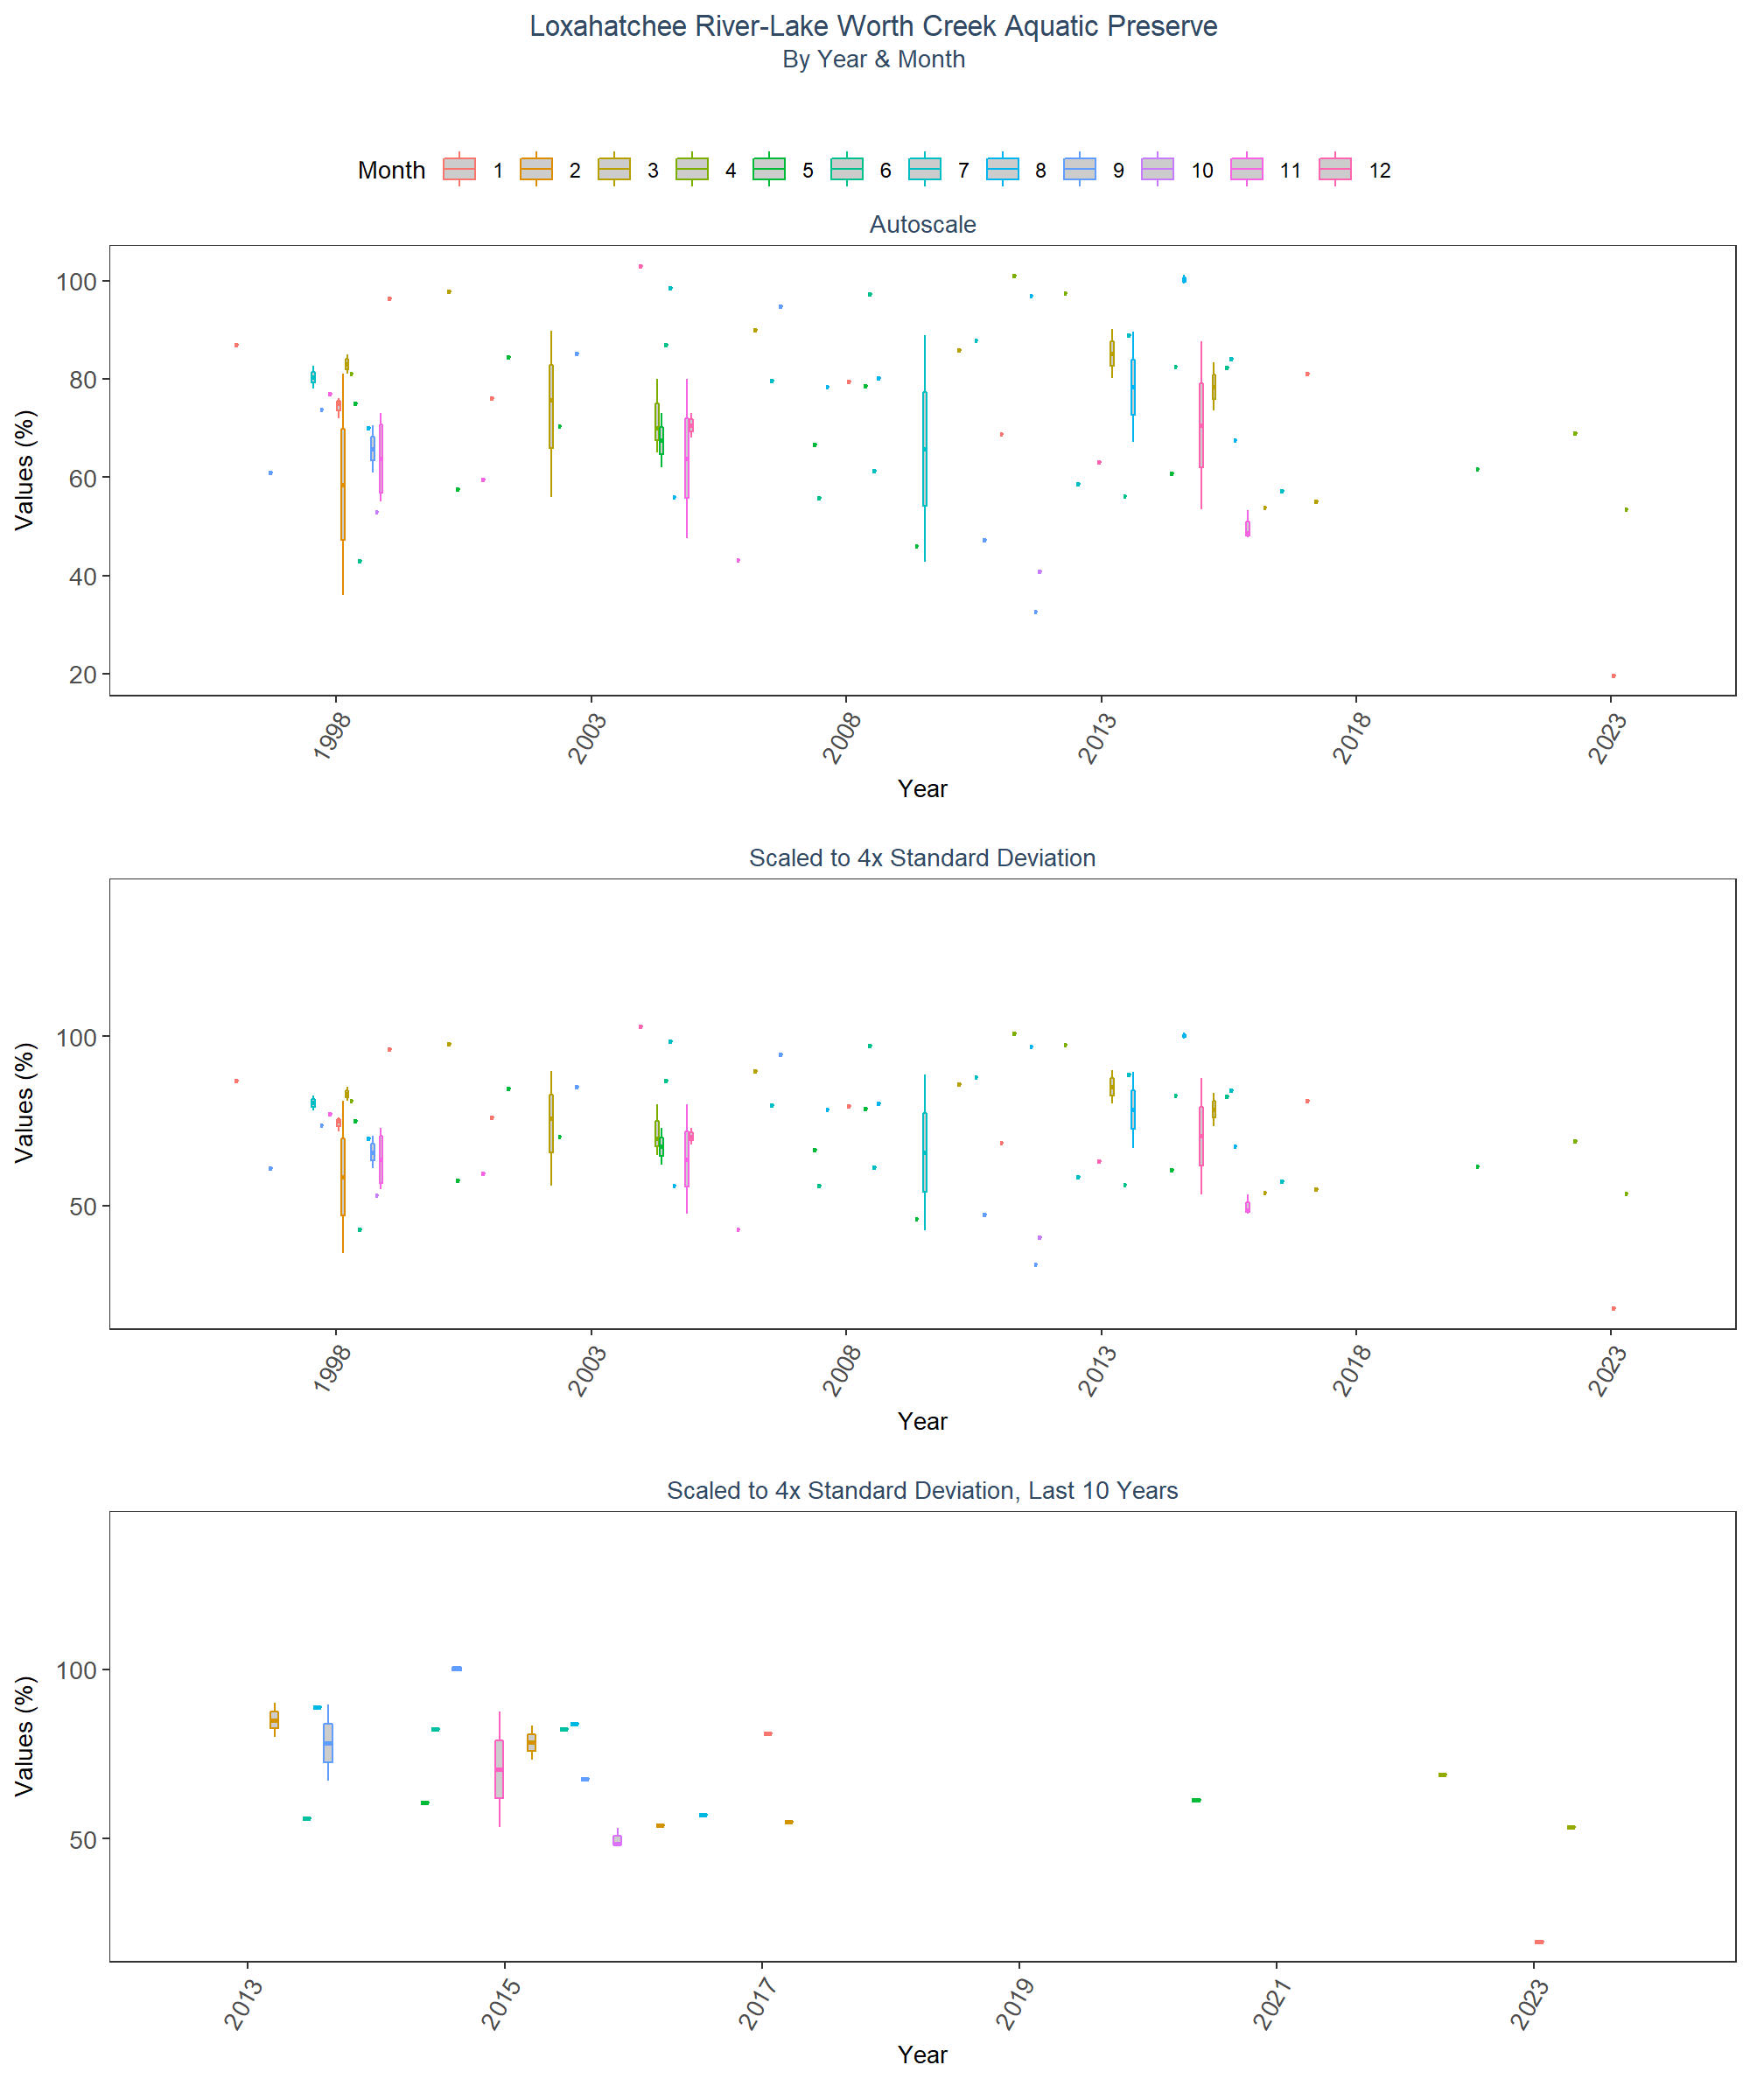 Loxahatchee River-Lake Worth Creek Aquatic Preserve
By Year & Month
Month 1 2 3 4 5 6 7 8 9 10 11 12
Autoscale
100
80
60
40
20
Values (%)
1998 2003 2008 2013 2018 2023
Year
Scaled to 4x Standard Deviation
100
50
Values (%)
1998 2003 2008 2013 2018 2023
Year
Scaled to 4x Standard Deviation, Last 10 Years
100
50
Values (%)
2013 2015 2017 2019 2021 2023
Year